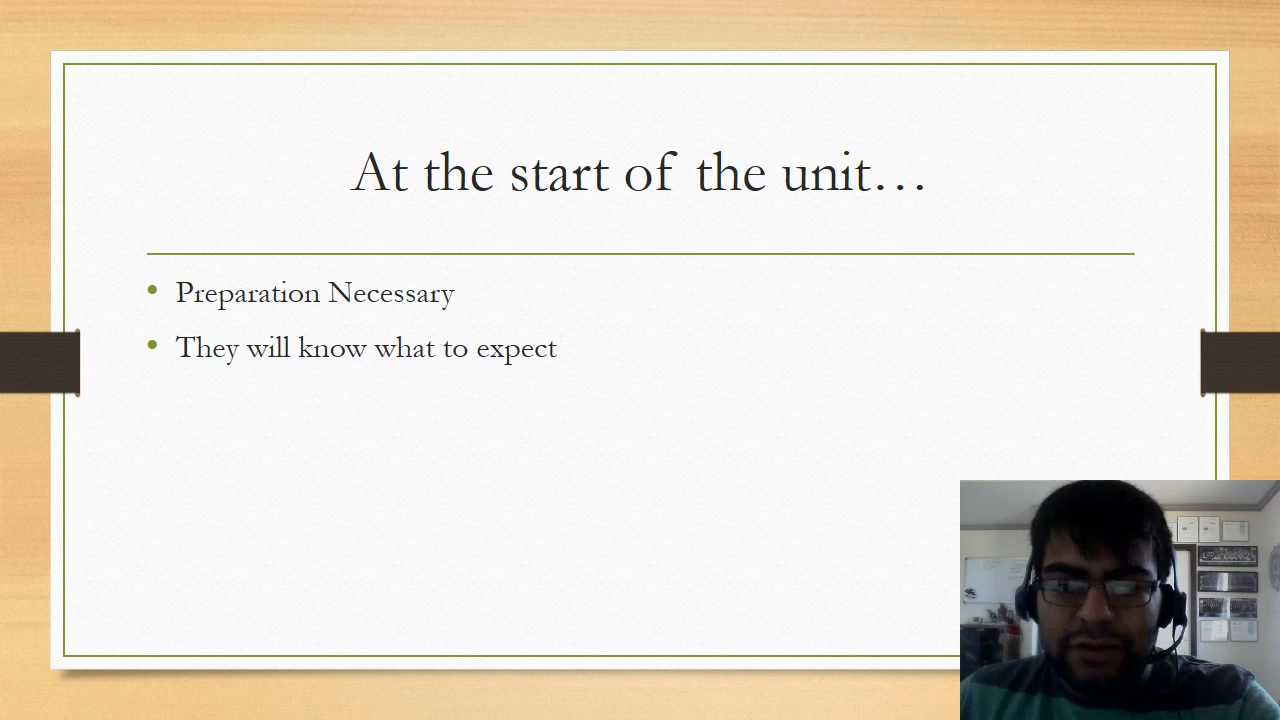 At the start of the unit…
• Preparation Necessary
• They will know what to expect